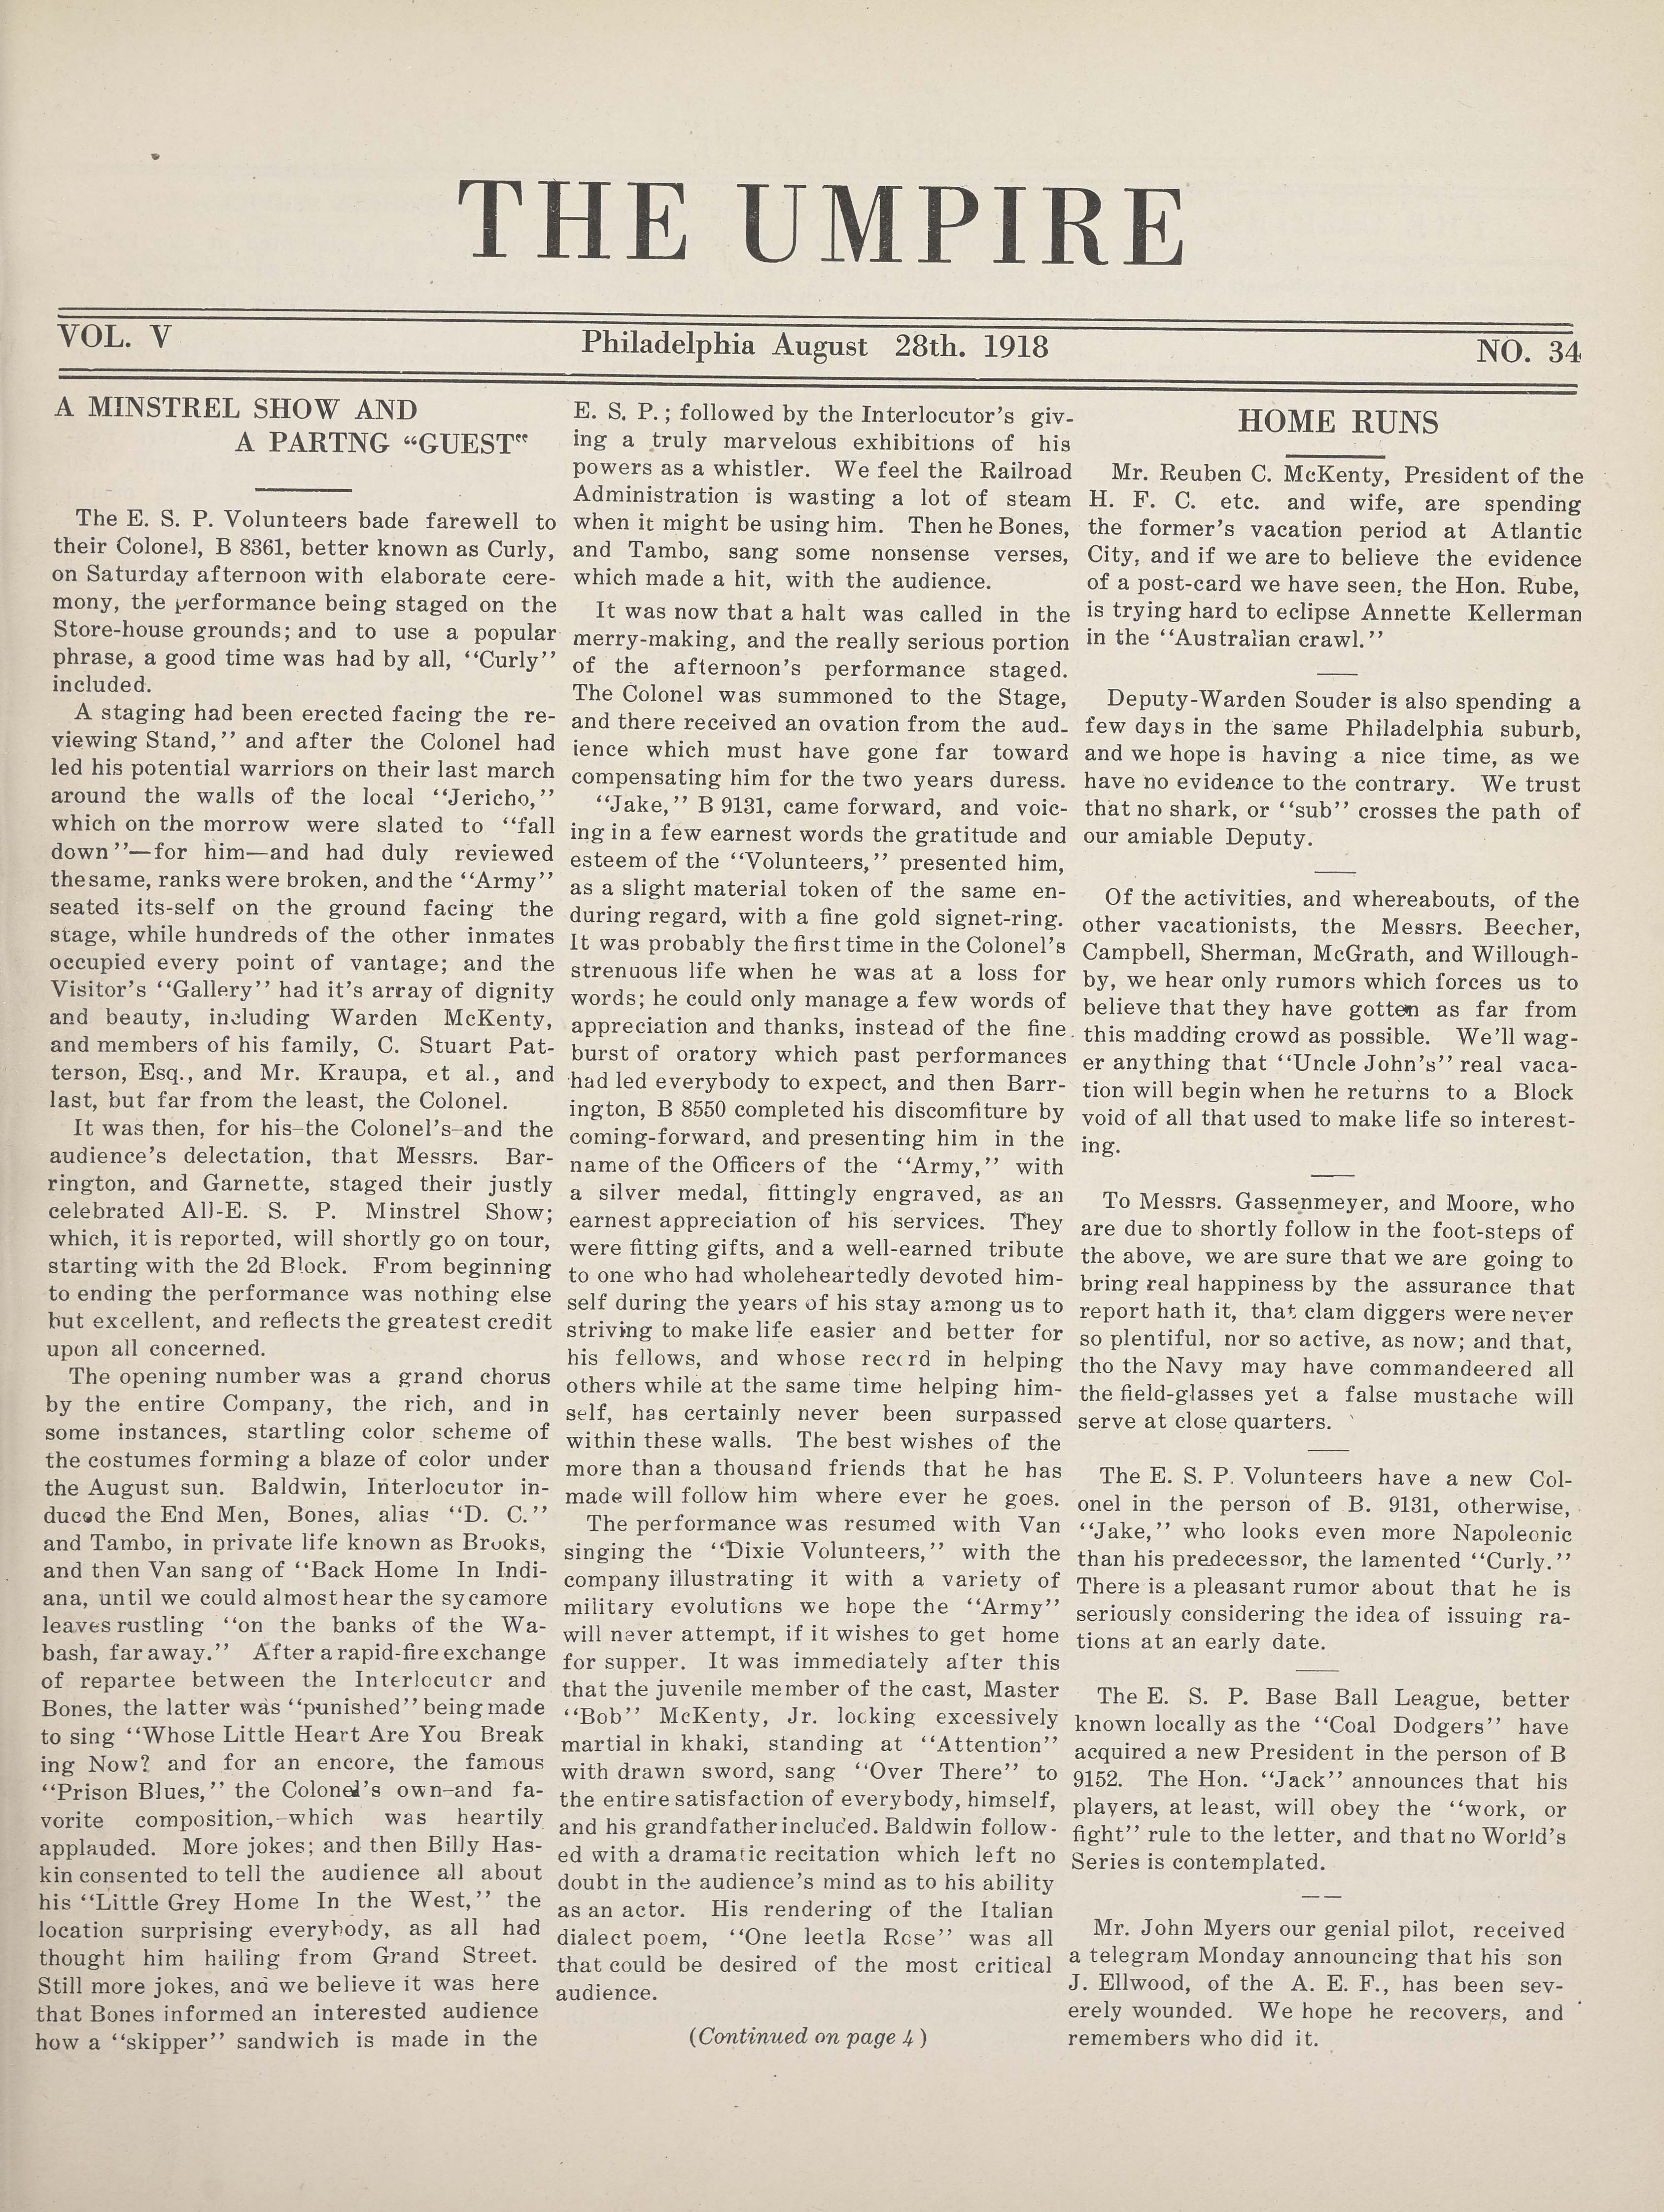 THE UMPIRE
VOL. V
Philadelphia August 28th. 1918
NO. 34
A MINSTREL SHOW AND
A PARTNG “GUEST“
The E. S. P. Volunteers bade farewell to
their Colonel, B 8361, better known as Curly,
on Saturday afternoon with elaborate cere-
mony, the performance being staged on the
Store-house grounds; and to use a popular
phrase, a good time was had by all, “Curly”
included.
A staging had been erected facing the re-
viewing Stand,” and after the Colonel had
led his potential warriors on their last march
around the walls of the local “Jericho,”
which on the morrow were slated to “fall
down”—for him—and had duly reviewed
thesame, ranks were broken, and the “Army”
seated its-self on the ground facing the
stage, while hundreds of the other inmates
occupied every point of vantage; and the
Visitor’s “Gallery” had it’s array of dignity
and beauty, including Warden McKenty,
and members of his family, C. Stuart Pat-
terson, Esq., and Mr. Kraupa, et al., and
last, but far from the least, the Colonel.
It was then, for his–the Colonel’s–and the
audience’s delectation, that Messrs. Bar-
rington, and Garnette, staged their justly
celebrated All-E. S. P. Minstrel Show;
which, it is reported, will shortly go on tour,
starting with the 2d Block. From beginning
to ending the performance was nothing else
but excellent, and reflects the greatest credit
upon all concerned.
The opening number was a grand chorus
by the entire Company, the rich, and in
some instances, startling color scheme of
the costumes forming a blaze of color under
the August sun. Baldwin, Interlocutor in-
duced the End Men, Bones, alias “D. C.”
and Tambo, in private life known as Brooks,
and then Van sang of “Back Home In Indi-
ana, until we could almost hear the sycamore
leaves rustling “on the banks of the Wa-
bash, far away.” After a rapid-fire exchange
of repartee between the Interlocutor and
Bones, the latter was “punished” being made
to sing “Whose Little Heart Are You Break
ing Now? and for an encore, the famous
“Prison Blues,” the Colonel’s own–and fa-
vorite composition,–which was heartily
applauded. More jokes; and then Billy Has-
kin consented to tell the audience all about
his “Little Grey Home In the West,” the
location surprising everybody, as all had
thought him hailing from Grand Street.
Still more jokes, and we believe it was here
that Bones informed an interested audience
how a “skipper” sandwich is made in the
E. S. P.; followed by the Interlocutor’s giv-
ing a truly marvelous exhibitions of his
powers as a whistler. We feel the Railroad
Administration is wasting a lot of steam
when it might be using him. Then he Bones,
and Tambo, sang some nonsense verses,
which made a hit, with the audience.
It was now that a halt was called in the
merry-making, and the really serious portion
of the afternoon’s performance staged.
The Colonel was summoned to the Stage,
and there received an ovation from the aud-
ience which must have gone far toward
compensating him for the two years duress.
“Jake,” B 9131, came forward, and voic-
ing in a few earnest words the gratitude and
esteem of the “Volunteers,” presented him,
as a slight material token of the same en-
during regard, with a fine gold signet-ring.
It was probably the first time in the Colonel’s
strenuous life when he was at a loss for
words; he could only manage a few words of
appreciation and thanks, instead of the fine
burst of oratory which past performances
had led everybody to expect, and then Barr-
ington, B 8550 completed his discomfiture by
coming-forward, and presenting him in the
name of the Officers of the “Army,” with
a silver medal, fittingly engraved, as an
earnest appreciation of his services. They
were fitting gifts, and a well-earned tribute
to one who had wholeheartedly devoted him-
self during the years of his stay among us to
striving to make life easier and better for
his fellows, and whose record in helping
others while at the same time helping him-
self, has certainly never been surpassed
within these walls. The best wishes of the
more than a thousand friends that he has
made will follow him where ever he goes.
The performance was resumed with Van
singing the “Dixie Volunteers,” with the
company illustrating it with a variety of
military evolutions we hope the “Army”
will never attempt, if it wishes to get home
for supper. It was immediately after this
that the juvenile member of the cast, Master
“Bob” McKenty, Jr. looking excessively
martial in khaki, standing at “Attention”
with drawn sword, sang “Over There” to
the entire satisfaction of everybody, himself,
and his grandfather included. Baldwin follow-
ed with a dramatic recitation which left no
doubt in the audience’s mind as to his ability
as an actor. His rendering of the Italian
dialect poem, “One leetla Rose” was all
that could be desired of the most critical
audience.
(Continued on page 4)
HOME RUNS
Mr. Reuben C. McKenty, President of the
H. F. C. etc. and wife, are spending
the former’s vacation period at Atlantic
City, and if we are to believe the evidence
of a post-card we have seen, the Hon. Rube,
is trying hard to eclipse Annette Kellerman
in the “Australian crawl.”
Deputy-Warden Souder is also spending a
few days in the same Philadelphia suburb,
and we hope is having a nice time, as we
have no evidence to the contrary. We trust
that no shark, or “sub” crosses the path of
our amiable Deputy.
Of the activities, and whereabouts, of the
other vacationists, the Messrs. Beecher,
Campbell, Sherman, McGrath, and Willough-
by, we hear only rumors which forces us to
believe that they have gotten as far from
this madding crowd as possible. We’ll wag-
er anything that “Uncle John’s” real vaca-
tion will begin when he returns to a Block
void of all that used to make life so interest-
ing.
To Messrs. Gassenmeyer, and Moore, who
are due to shortly follow in the foot-steps of
the above, we are sure that we are going to
bring real happiness by the assurance that
report hath it, that clam diggers were never
so plentiful, nor so active, as now; and that,
tho the Navy may have commandeered all
the field-glasses yet a false mustache will
serve at close quarters.
The E. S. P. Volunteers have a new Col-
onel in the person of B. 9131, otherwise,
“Jake,” who looks even more Napoleonic
than his predecessor, the lamented “Curly.”
There is a pleasant rumor about that he is
seriously considering the idea of issuing ra-
tions at an early date.
The E. S. P. Base Ball League, better
known locally as the “Coal Dodgers” have
acquired a new President in the person of B
9152. The Hon. “Jack” announces that his
players, at least, will obey the “work, or
fight” rule to the letter, and that no World’s
Series is contemplated.
Mr. John Myers our genial pilot, received
a telegram Monday announcing that his son
J. Ellwood, of the A. E. F., has been sev-
erely wounded. We hope he recovers, and
remembers who did it.